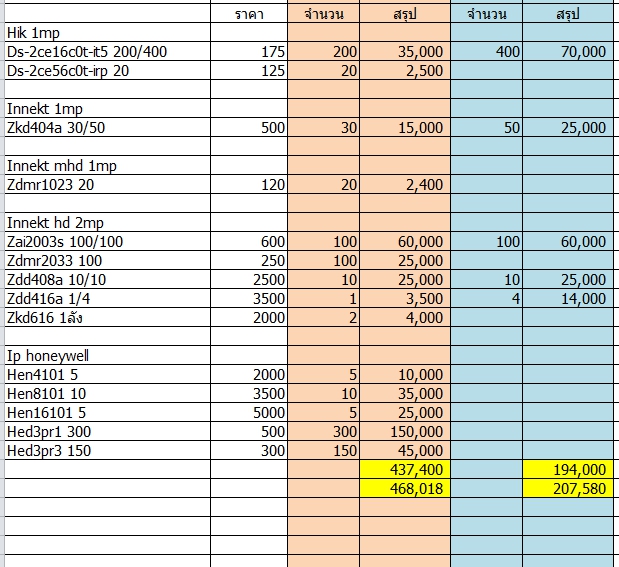 ราคา จำนวน สรุป จำนวน สรุป
Hik 1mp
Ds-2ce16c0t-it5 200/400 175 200 35,000 400 70,000
Ds-2ce56c0t-irp 20 125 20 2,500
Innekt 1mp
Zkd404a 30/50 500 30 15,000 50 25,000
Innekt mhd 1mp
Zdmr1023 20 120 20 2,400
Innekt hd 2mp
Zai2003s 100/100 600 100 60,000 100 60,000
Zdmr2033 100 250 100 25,000
Zdd408a 10/10 2500 10 25,000 10 25,000
Zdd416a 1/4 3500 1 3,500 4 14,000
Zkd616 1ลัง 2000 2 4,000
Ip honeywell
Hen4101 5 2000 5 10,000
Hen8101 10 3500 10 35,000
Hen16101 5 5000 5 25,000
Hed3pr1 300 500 300 150,000
Hed3pr3 150 300 150 45,000
437,400 194,000
468,018 207,580